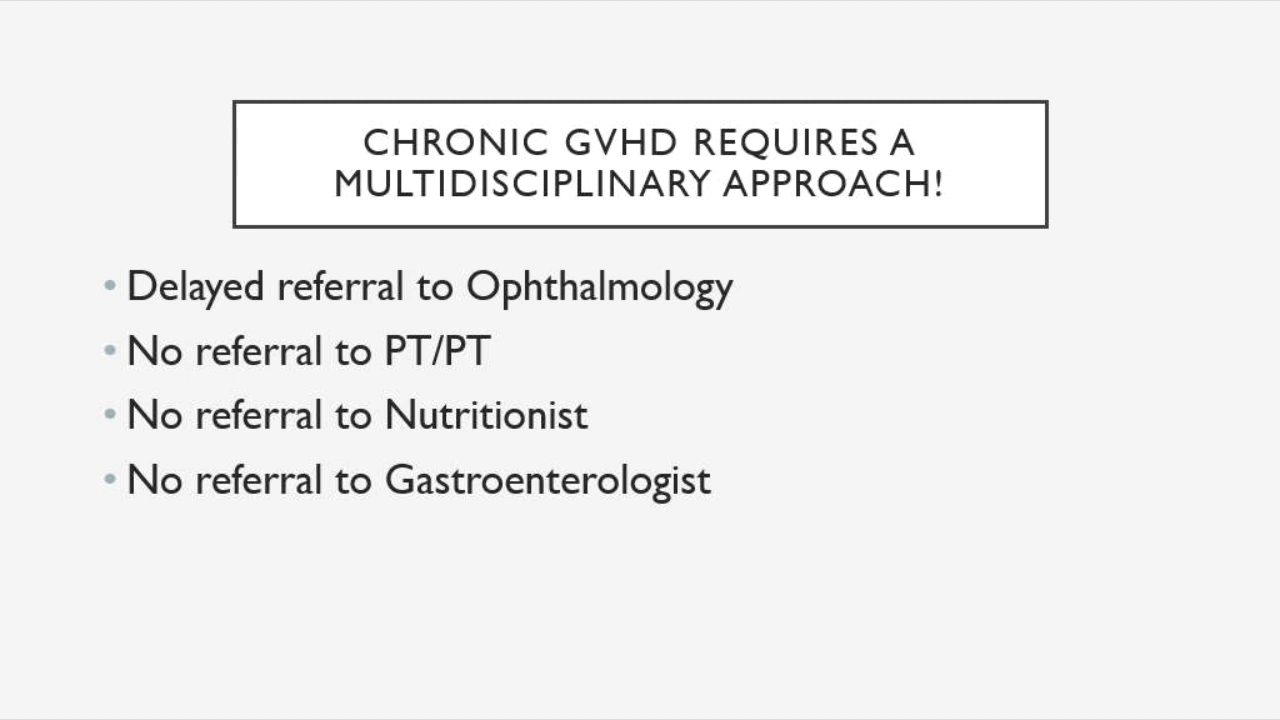 CHRONIC GVHD REQUIRES A
MULTIDISCIPLINARY APPROACH!
• Delayed referral to Ophthalmology
• No referral to PT/PT
• No referral to Nutritionist
• No referral to Gastroenterologist